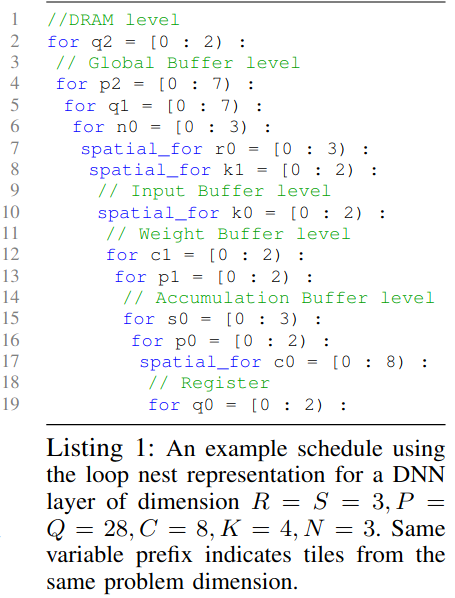 1 //DRAM level
2 for q2 = [0 : 2) :
3 // Global Buffer level
4 for p2 = [0 : 7) :
5 for q1 = [0 : 7) :
6 for n0 = [0 : 3) :
7 spatial_for r0 = [0 : 3) :
8 spatial_for k1 = [0 : 2) :
9 // Input Buffer level
10 spatial_for k0 = [0 : 2) :
11 // Weight Buffer level
12 for c1 = [0 : 2) :
13 for p1 = [0 : 2) :
14 // Accumulation Buffer level
15 for s0 = [0 : 3) :
16 for p0 = [0 : 2) :
17 spatial_for c0 = [0 : 8) :
18 // Register
19 for q0 = [0 : 2) :
Listing 1: An example schedule using
the loop nest representation for a DNN
layer of dimension R = S = 3, P =
Q = 28, C = 8, K = 4, N = 3. Same
variable prefix indicates tiles from the
same problem dimension.